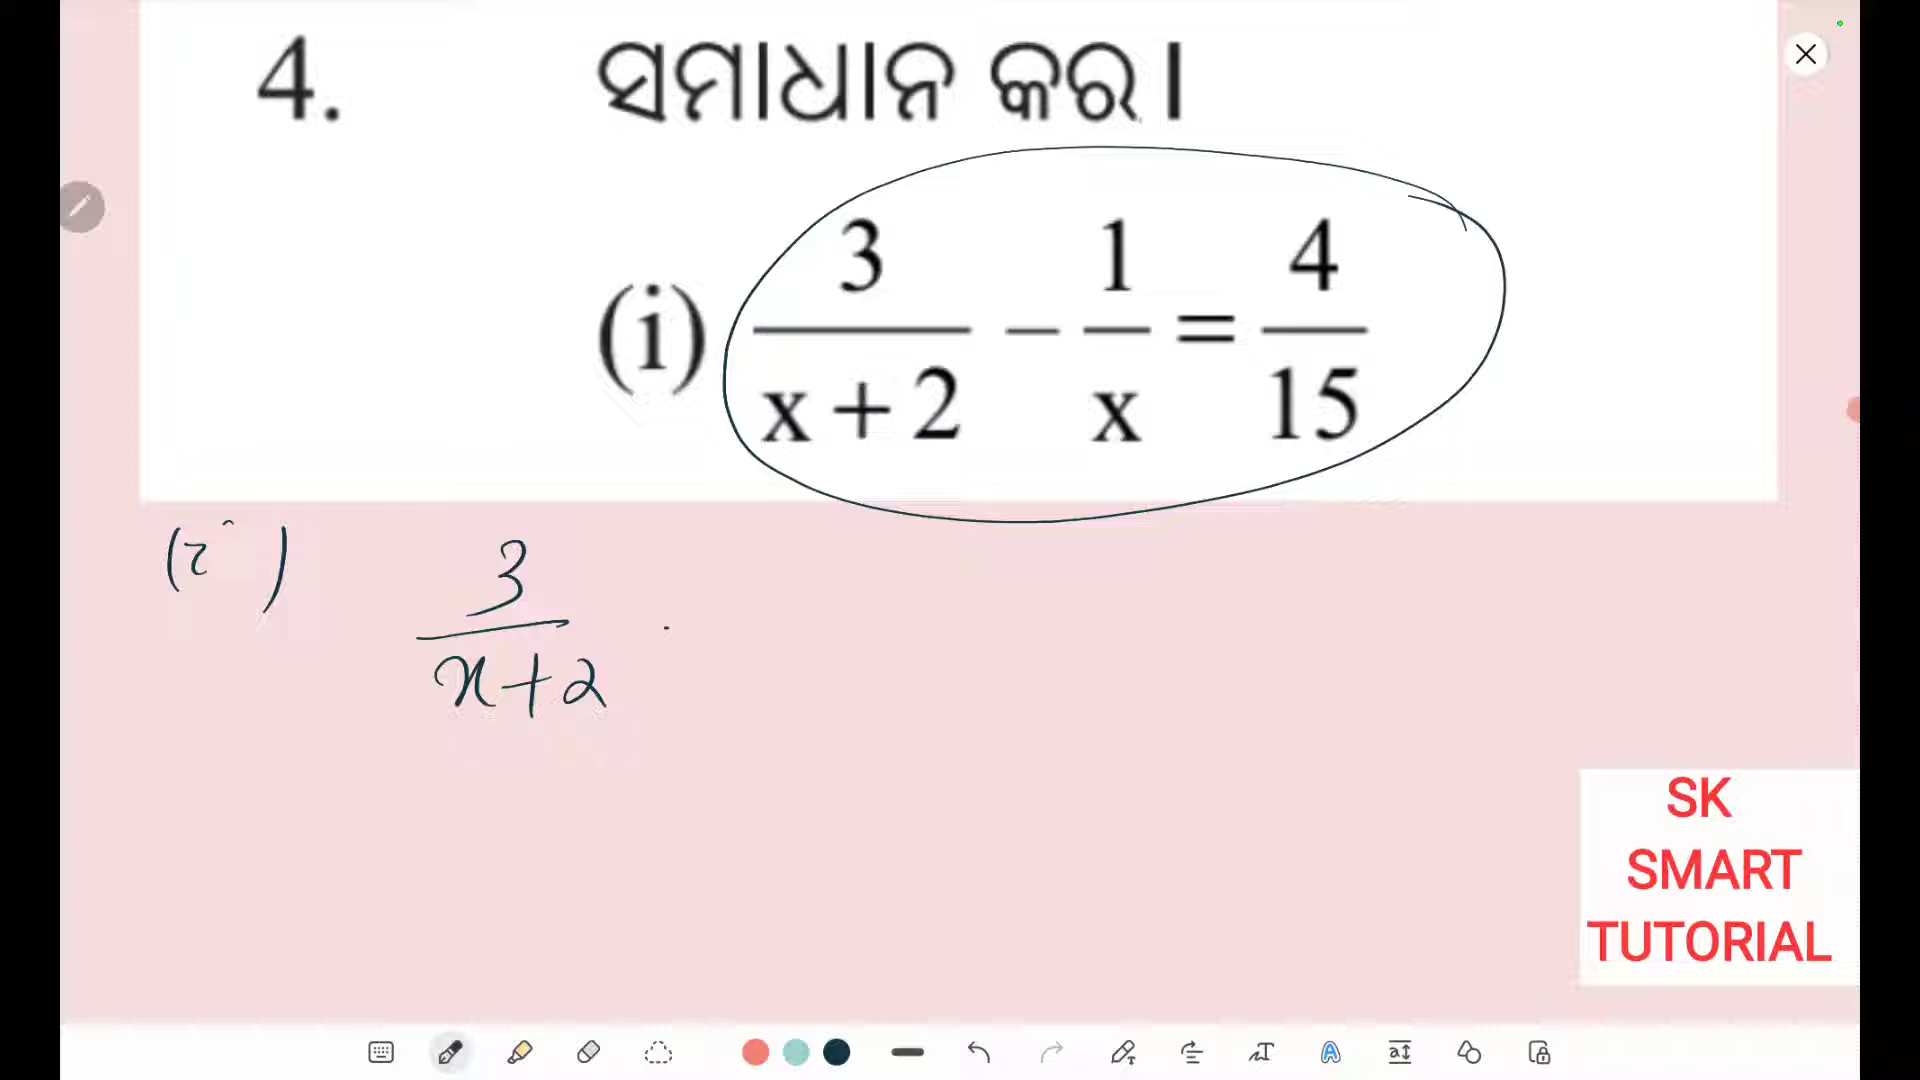 4. ସମାଧାନ କର।
(i) 3/(x+2) − 1/x = 4/15
(i) 3/(x+2)
SK
SMART
TUTORIAL